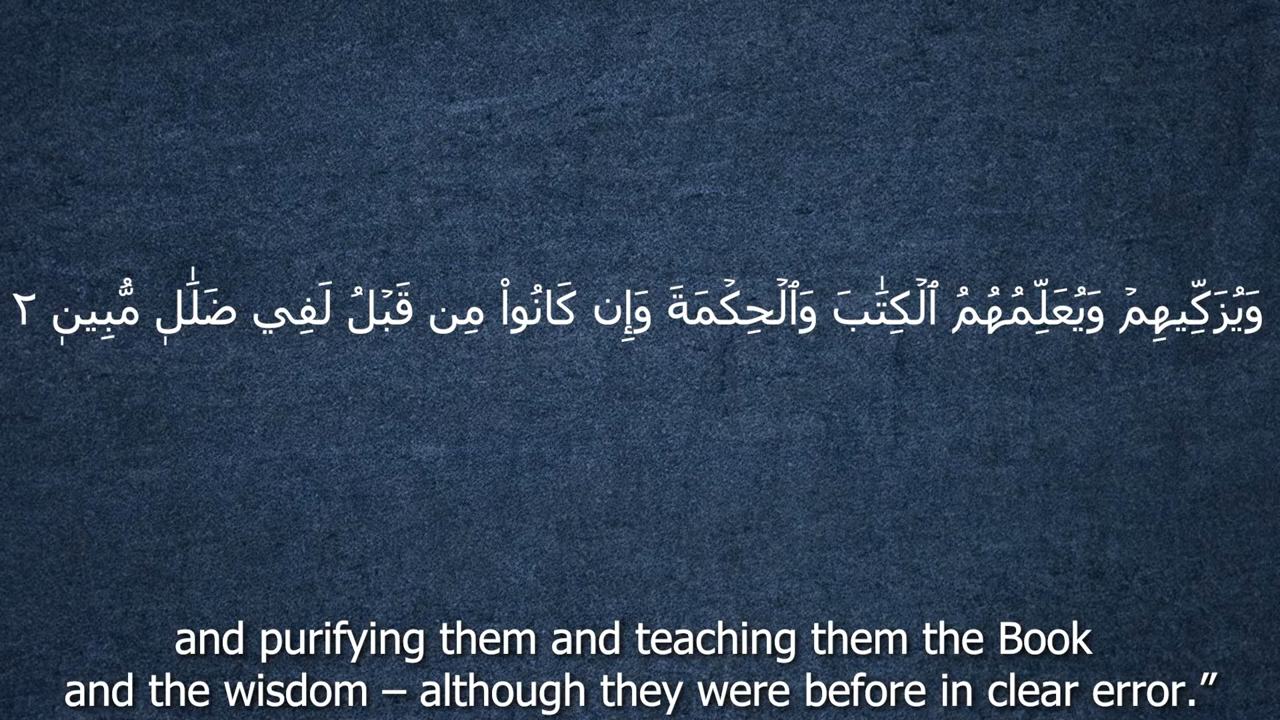 وَيُزَكِّيهِمۡ وَيُعَلِّمُهُمُ ٱلۡكِتَٰبَ وَٱلۡحِكۡمَةَ وَإِن كَانُواْ مِن قَبۡلُ لَفِي ضَلَٰلٖ مُّبِينٖ ٢
and purifying them and teaching them the Book
and the wisdom – although they were before in clear error.”